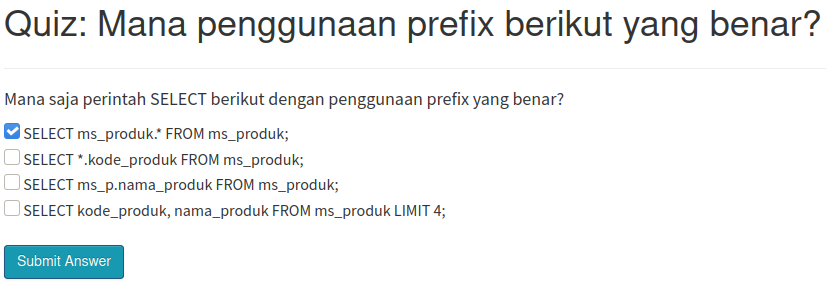 Quiz: Mana penggunaan prefix berikut yang benar?
Mana saja perintah SELECT berikut dengan penggunaan prefix yang benar?
SELECT ms_produk.* FROM ms_produk;
SELECT *.kode_produk FROM ms_produk;
SELECT ms_p.nama_produk FROM ms_produk;
SELECT kode_produk, nama_produk FROM ms_produk LIMIT 4;
Submit Answer